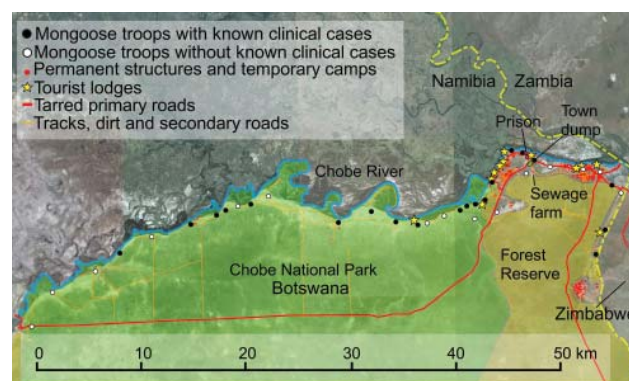 Mongoose troops with known clinical cases
Mongoose troops without known clinical cases
Permanent structures and temporary camps
Tourist lodges
Tarred primary roads
Tracks, dirt and secondary roads
Namibia
Zambia
Prison
Town
dump
Chobe River
Sewage
farm
Chobe National Park
Botswana
Forest
Reserve
Zimbabwe
0 10 20 30 40 50 km